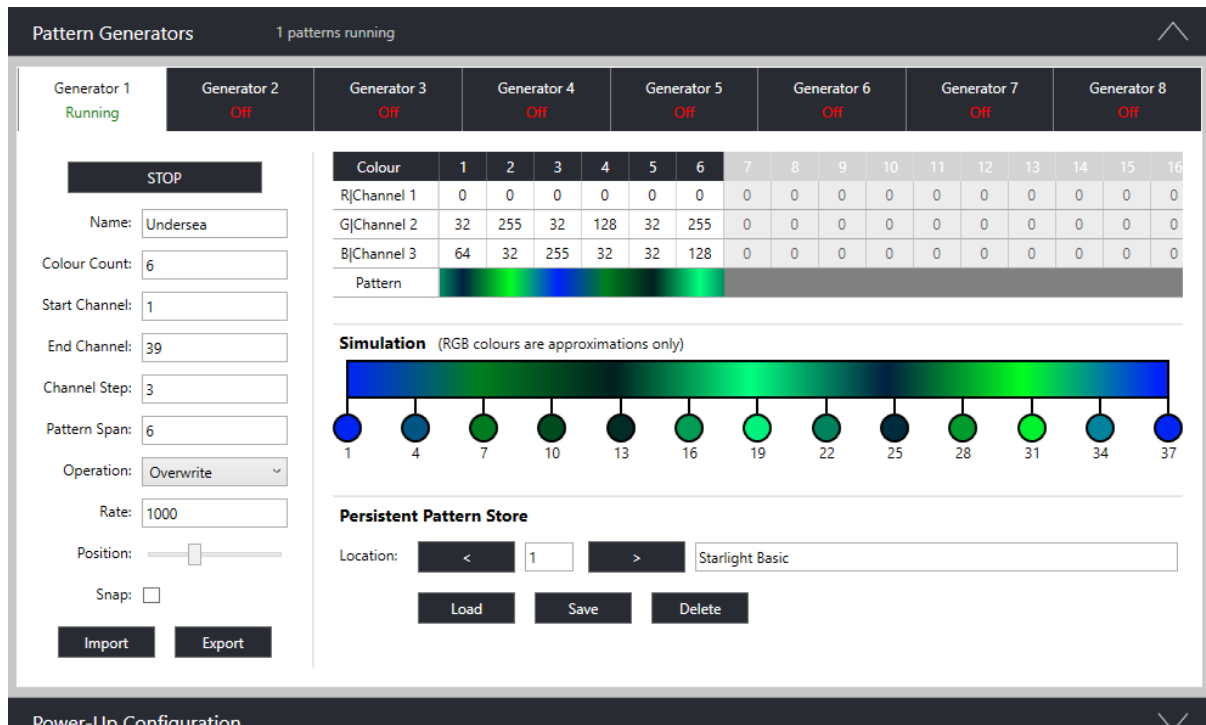 Pattern Generators 1 patterns running
Generator 1 Generator 2 Generator 3 Generator 4 Generator 5 Generator 6 Generator 7 Generator 8
Running Off Off Off Off Off Off Off
STOP
Name: Undersea
Colour Count: 6
Start Channel: 1
End Channel: 39
Channel Step: 3
Pattern Span: 6
Operation: Overwrite
Rate: 1000
Position:
Snap:
Import Export
Colour 1 2 3 4 5 6 7 8 9 10 11 12 13 14 15 16
R|Channel 1 0 0 0 0 0 0 0 0 0 0 0 0 0 0 0 0
G|Channel 2 32 255 32 128 32 255 0 0 0 0 0 0 0 0 0 0
B|Channel 3 64 32 255 32 32 128 0 0 0 0 0 0 0 0 0 0
Pattern
Simulation (RGB colours are approximations only)
1 4 7 10 13 16 19 22 25 28 31 34 37
Persistent Pattern Store
Location: < 1 > Starlight Basic
Load Save Delete
Power-Up Configuration